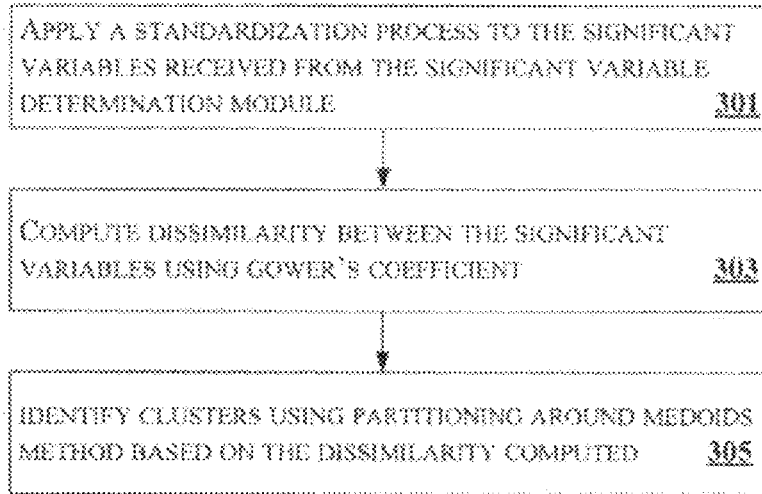 APPLY A STANDARDIZATION PROCESS TO THE SIGNIFICANT
VARIABLES RECEIVED FROM THE SIGNIFICANT VARIABLE
DETERMINATION MODULE 301
COMPUTE DISSIMILARITY BETWEEN THE SIGNIFICANT
VARIABLES USING GOWER`S COEFFICIENT 303
IDENTIFY CLUSTERS USING PARTITIONING AROUND MEDOIDS
METHOD BASED ON THE DISSIMILARITY COMPUTED 305